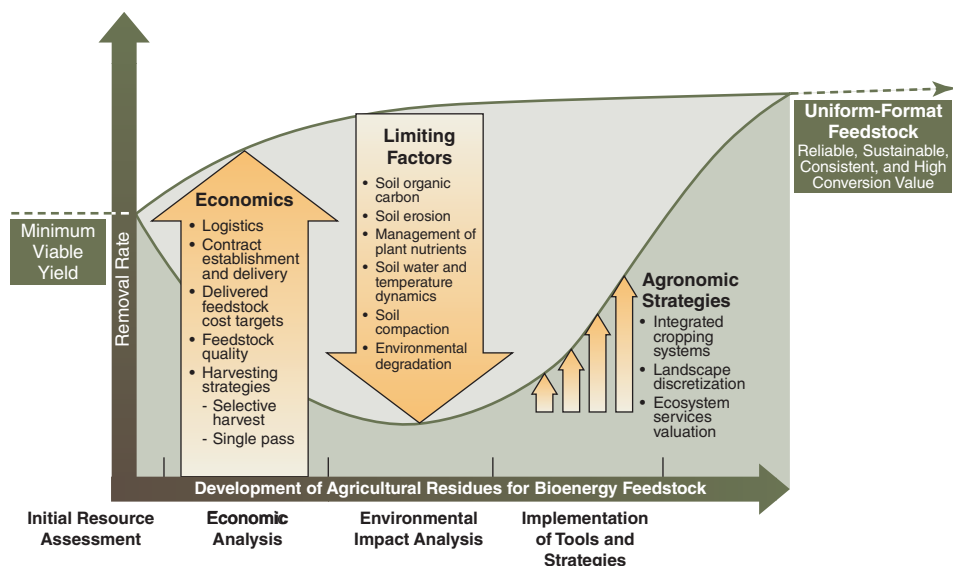 Removal Rate
Minimum
Viable
Yield
Economics
• Logistics
• Contract
establishment
and delivery
• Delivered
feedstock
cost targets
• Feedstock
quality
• Harvesting
strategies
- Selective
harvest
- Single pass
Limiting
Factors
• Soil organic
carbon
• Soil erosion
• Management of
plant nutrients
• Soil water and
temperature
dynamics
• Soil
compaction
• Environmental
degradation
Agronomic
Strategies
• Integrated
cropping
systems
• Landscape
discretization
• Ecosystem
services
valuation
Uniform-Format
Feedstock
Reliable, Sustainable,
Consistent, and High
Conversion Value
Development of Agricultural Residues for Bioenergy Feedstock
Initial Resource
Assessment
Economic
Analysis
Environmental
Impact Analysis
Implementation
of Tools and
Strategies